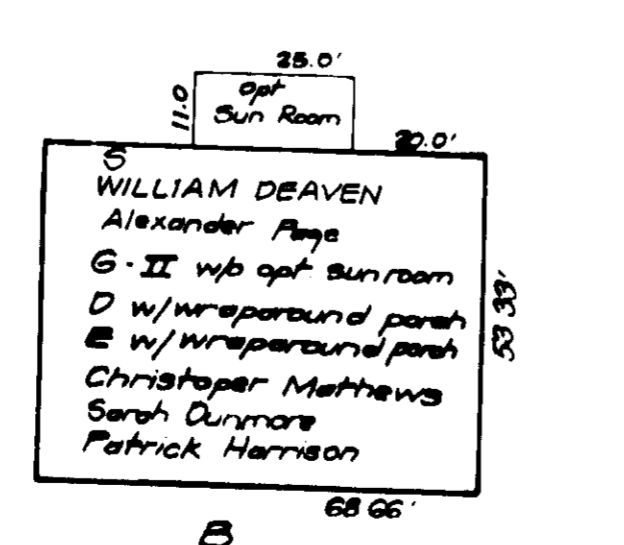 25.0'
11.0
opt
Sun Room
20.0'
S
WILLIAM DEAVEN
Alexander Page
G-II w/o opt. sunroom
D w/wraparound porch
E w/wraparound porch
Christoper Mathews
Sarah Dunmore
Patrick Harrison
53 33'
68 66'
B